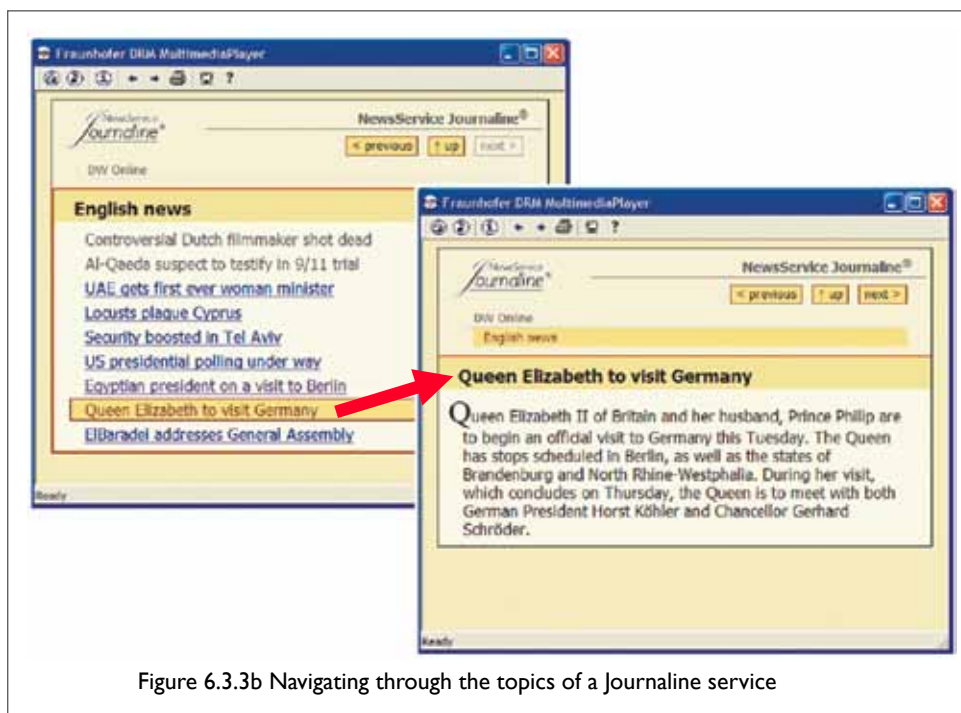 Fraunhofer DRM MultimediaPlayer
?
NewsService
Journaline®
NewsService Journaline®
< previous ↑ up next >
DW Online
English news
Controversial Dutch filmmaker shot dead
Al-Qaeda suspect to testify in 9/11 trial
UAE gets first ever woman minister
Locusts plague Cyprus
Security boosted in Tel Aviv
US presidential polling under way
Egyptian president on a visit to Berlin
Queen Elizabeth to visit Germany
ElBaradei addresses General Assembly
Ready
Fraunhofer DRM MultimediaPlayer
?
NewsService
Journaline®
NewsService Journaline®
< previous ↑ up next >
DW Online
English news
Queen Elizabeth to visit Germany
Queen Elizabeth II of Britain and her husband, Prince Philip are
to begin an official visit to Germany this Tuesday. The Queen
has stops scheduled in Berlin, as well as the states of
Brandenburg and North Rhine-Westphalia. During her visit,
which concludes on Thursday, the Queen is to meet with both
German President Horst Köhler and Chancellor Gerhard
Schröder.
Ready
Figure 6.3.3b Navigating through the topics of a Journaline service